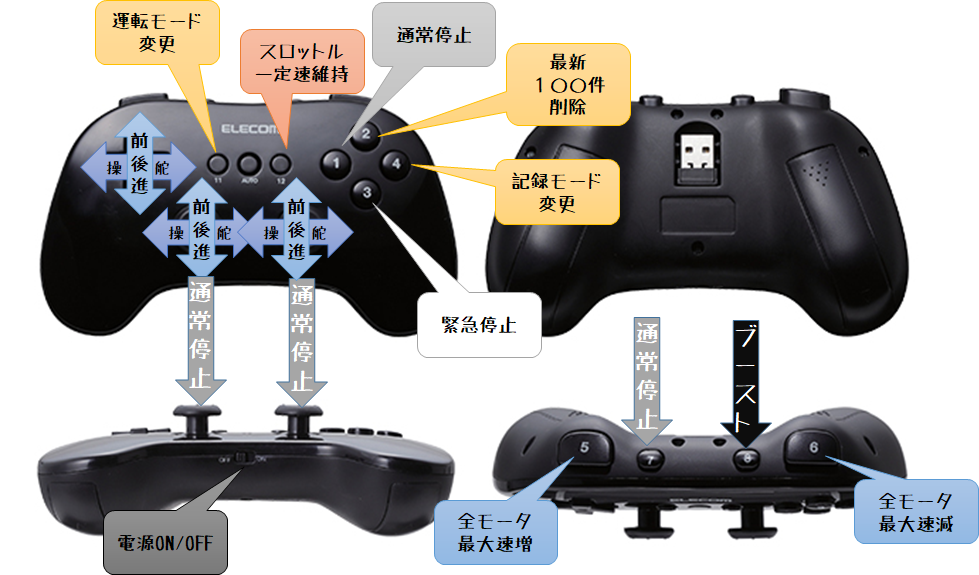 運転モード
変更
スロットル
一定速維持
通常停止
最新
１００件
削除
ELECOM
前後進
操 舵
11
AUTO
12
1
2
3
4
記録モード
変更
前後進
操 舵
前後進
操 舵
緊急停止
通常停止
通常停止
通常停止
ブースト
OFF
ON
5
7
8
6
ELECOM
電源ON/OFF
全モータ
最大速増
全モータ
最大速減